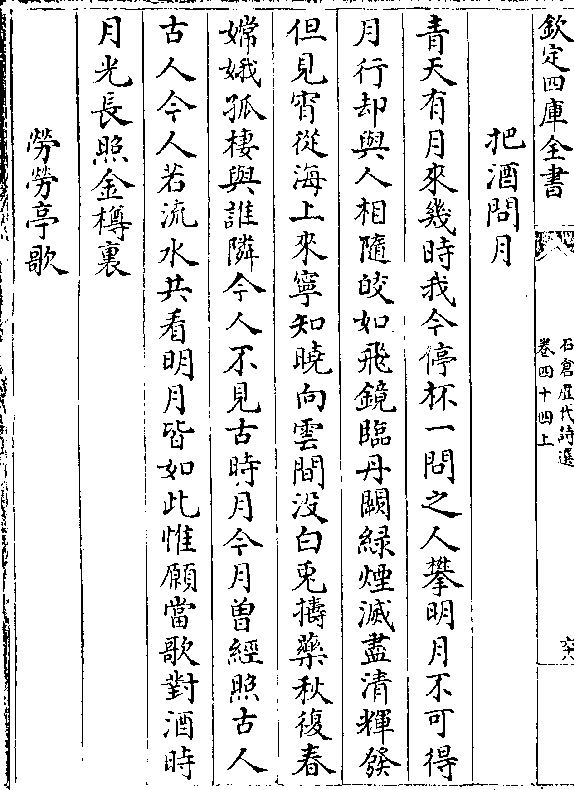 欽定四庫全書
石倉歷代詩選
卷四十四上
六
把酒問月
青天有月來幾時我今停杯一問之人攀明月不可得
月行却與人相隨皎如飛鏡臨丹闕綠煙滅盡清輝發
但見宵從海上來寧知曉向雲間没白兎擣藥秋復春
嫦娥孤棲與誰隣今人不見古時月今月曾經照古人
古人今人若流水共看明月皆如此惟願當歌對酒時
月光長照金樽裏
勞勞亭歌